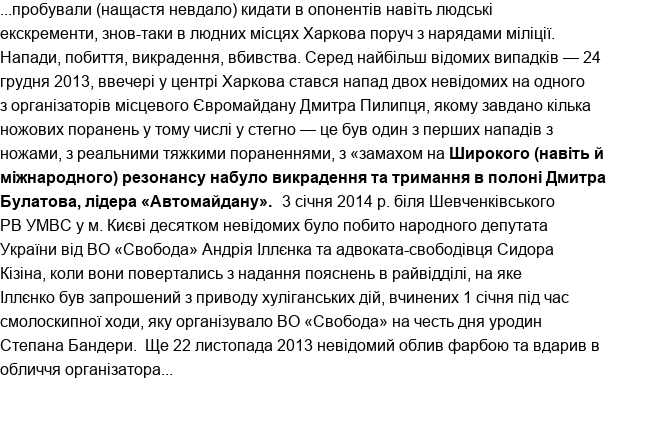 ...пробували (нащастя невдало) кидати в опонентів навіть людські
екскременти, знов-таки в людних місцях Харкова поруч з нарядами міліції.
Напади, побиття, викрадення, вбивства. Серед найбільш відомих випадків — 24
грудня 2013, ввечері у центрі Харкова стався напад двох невідомих на одного
з організаторів місцевого Євромайдану Дмитра Пилипця, якому завдано кілька
ножових поранень у тому числі у стегно — це був один з перших нападів з
ножами, з реальними тяжкими пораненнями, з «замахом на Широкого (навіть й
міжнародного) резонансу набуло викрадення та тримання в полоні Дмитра
Булатова, лідера «Автомайдану».  3 січня 2014 р. біля Шевченківського
РВ УМВС у м. Києві десятком невідомих було побито народного депутата
України від ВО «Свобода» Андрія Іллєнка та адвоката-свободівця Сидора
Кізіна, коли вони повертались з надання пояснень в райвідділі, на яке
Іллєнко був запрошений з приводу хуліганських дій, вчинених 1 січня під час
смолоскипної ходи, яку організувало ВО «Свобода» на честь дня уродин
Степана Бандери.  Ще 22 листопада 2013 невідомий облив фарбою та вдарив в
обличчя організатора...